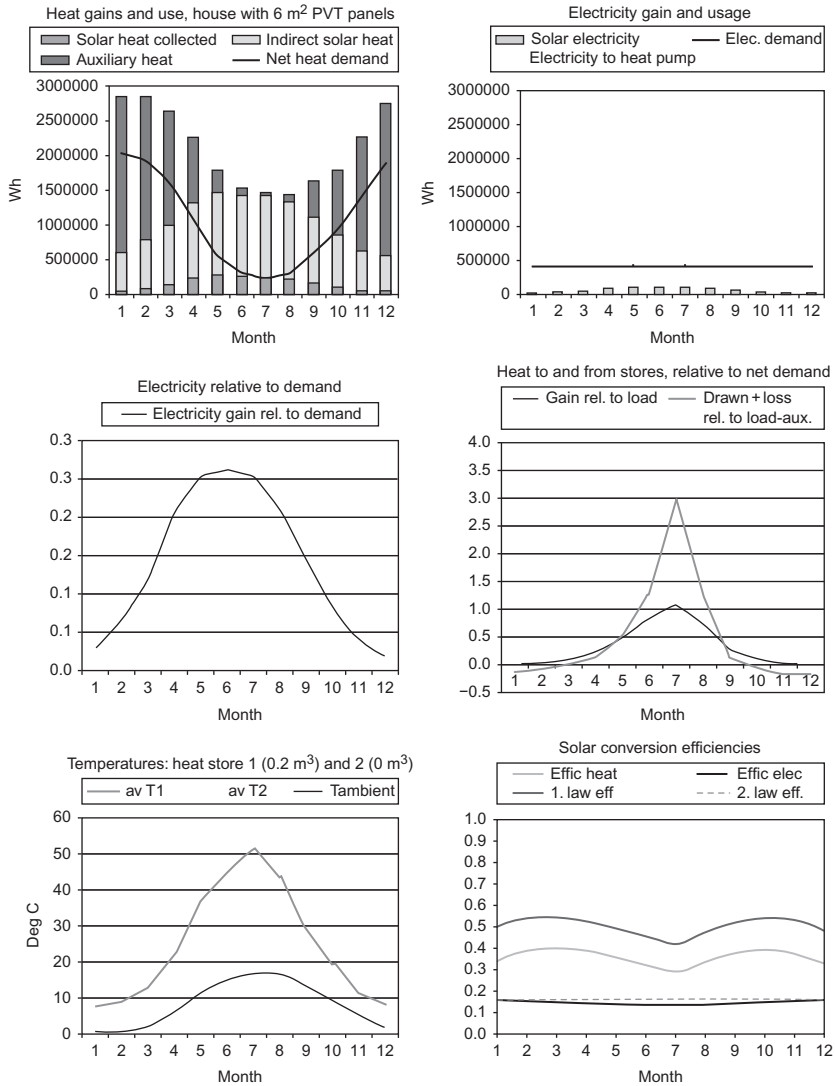 Heat gains and use, house with 6 m² PVT panels
Solar heat collected
Indirect solar heat
Auxiliary heat
Net heat demand
3000000
2500000
2000000
1500000
1000000
500000
0
Wh
1 2 3 4 5 6 7 8 9 10 11 12
Month
Electricity gain and usage
Solar electricity
Elec. demand
Electricity to heat pump
3000000
2500000
2000000
1500000
1000000
500000
0
Wh
1 2 3 4 5 6 7 8 9 10 11 12
Month
Electricity relative to demand
Electricity gain rel. to demand
0.3
0.3
0.2
0.2
0.1
0.1
0.0
1 2 3 4 5 6 7 8 9 10 11 12
Month
Heat to and from stores, relative to net demand
Gain rel. to load
Drawn + loss
rel. to load-aux.
4.0
3.5
3.0
2.5
2.0
1.5
1.0
0.5
0.0
−0.5
1 2 3 4 5 6 7 8 9 10 11 12
Month
Temperatures: heat store 1 (0.2 m³) and 2 (0 m³)
av T1
av T2
Tambient
60
50
40
30
20
10
0
Deg C
1 2 3 4 5 6 7 8 9 10 11 12
Month
Solar conversion efficiencies
Effic heat
Effic elec
1. law eff
2. law eff.
1.0
0.9
0.8
0.7
0.6
0.5
0.4
0.3
0.2
0.1
0.0
1 2 3 4 5 6 7 8 9 10 11 12
Month